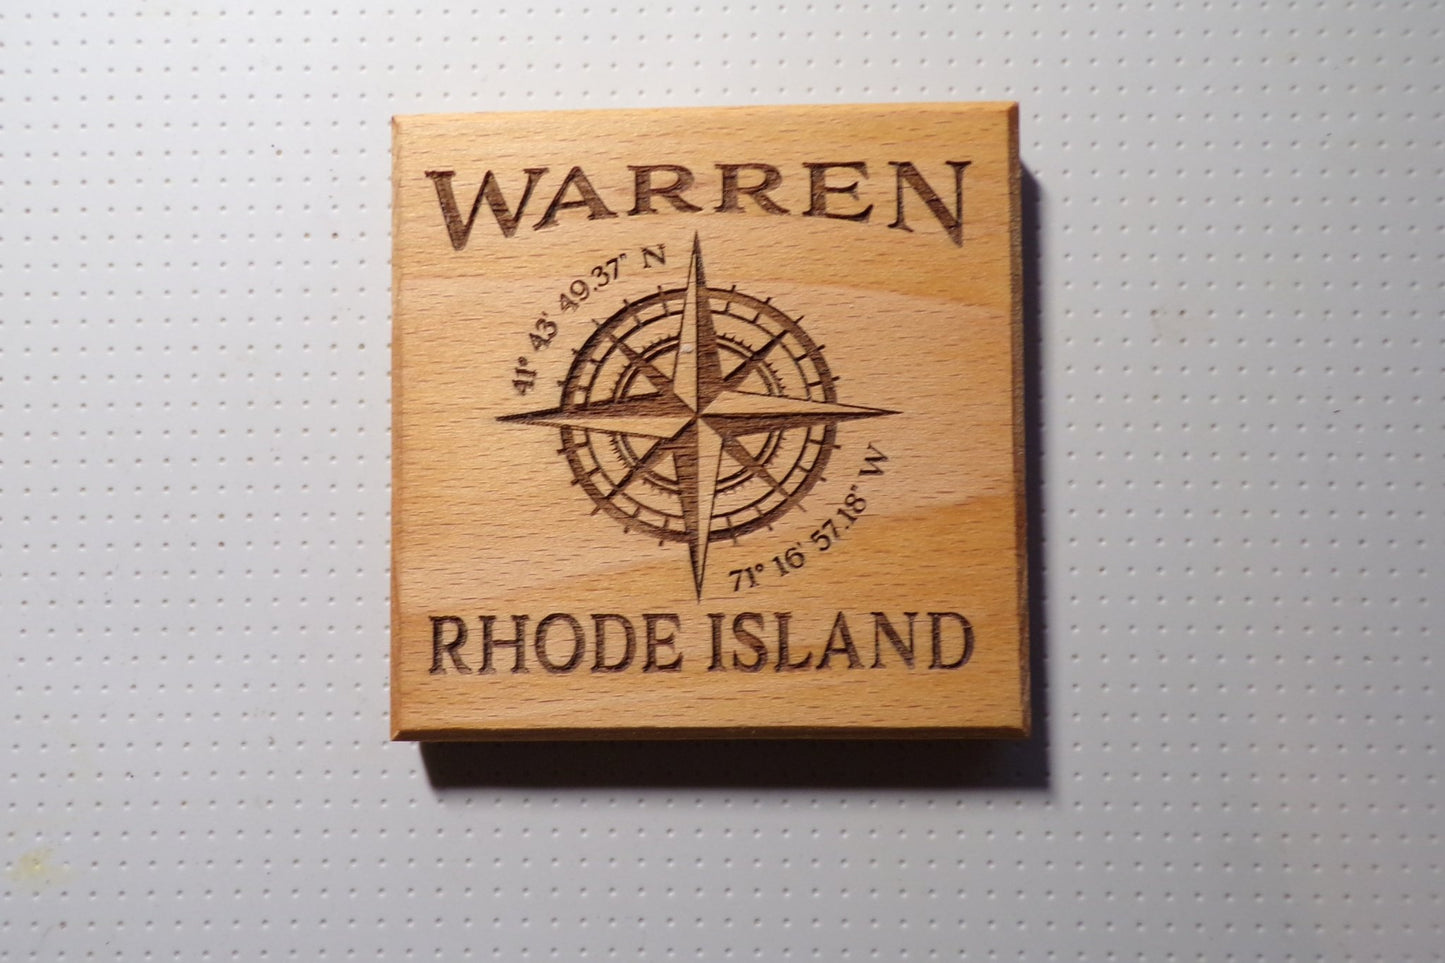 WARREN
41° 43' 49.37" N
71° 16' 57.18" W
RHODE ISLAND